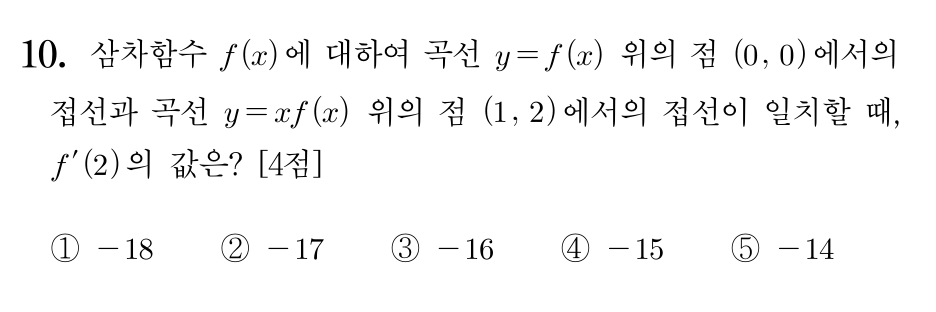 10. 삼차함수 f(x)에 대하여 곡선 y=f(x) 위의 점 (0, 0)에서의
접선과 곡선 y=xf(x) 위의 점 (1, 2)에서의 접선이 일치할 때,
f′(2)의 값은? [4점]
① −18 ② −17 ③ −16 ④ −15 ⑤ −14